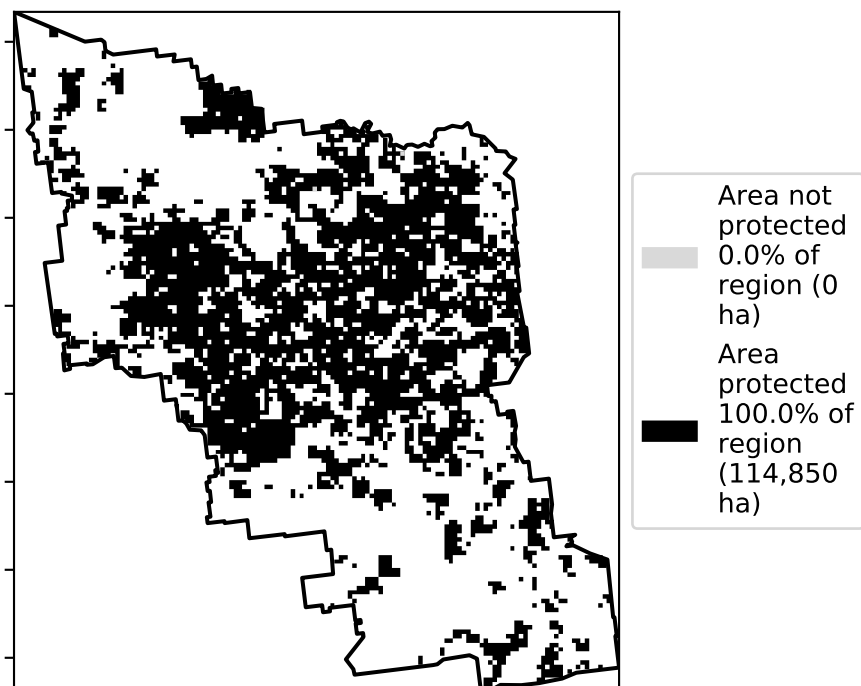 Area not
protected
0.0% of
region (0
ha)
Area
protected
100.0% of
region
(114,850
ha)